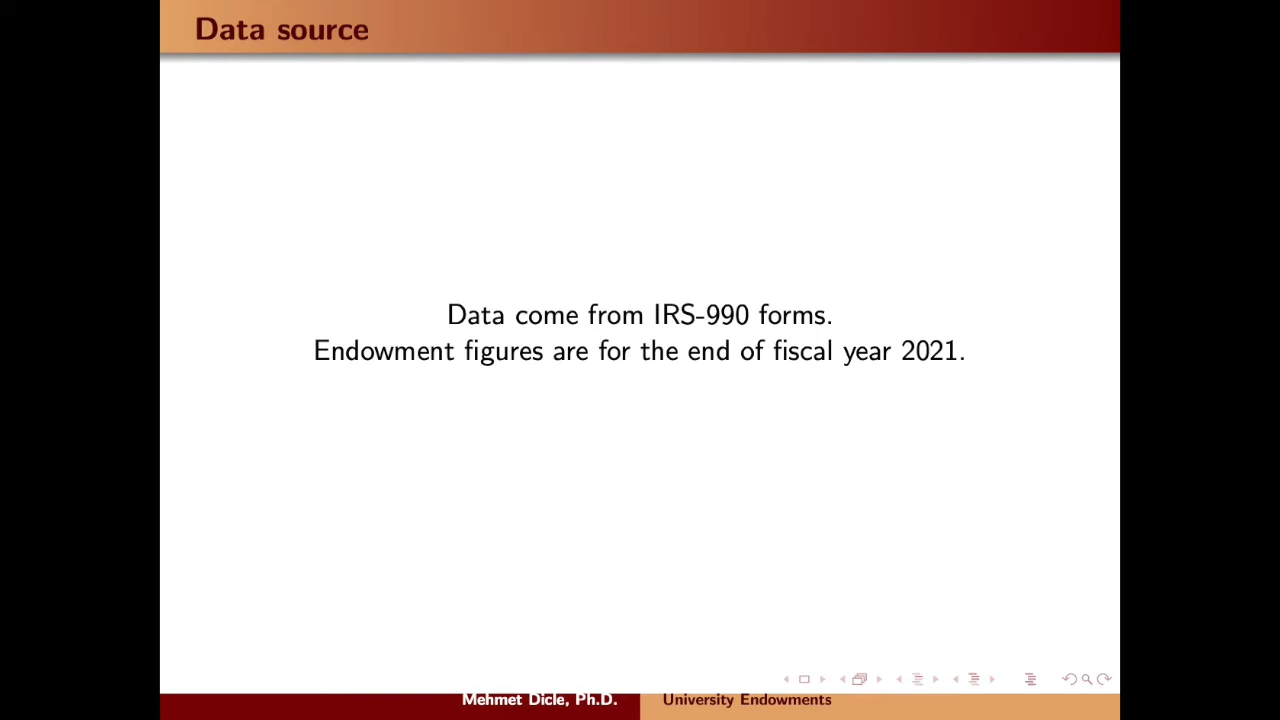 Data source
Data come from IRS-990 forms.
Endowment figures are for the end of fiscal year 2021.
Mehmet Dicle, Ph.D.
University Endowments